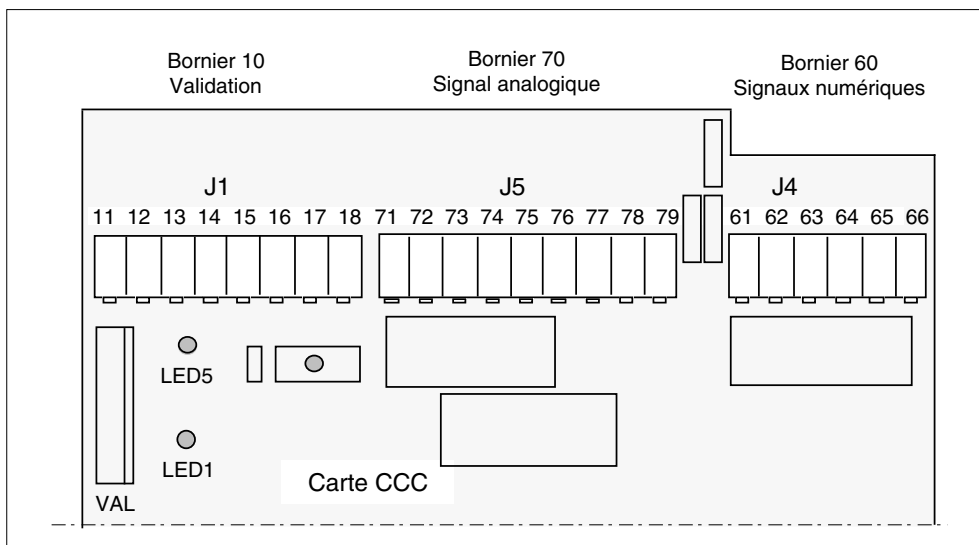 Bornier 10
Validation
Bornier 70
Signal analogique
Bornier 60
Signaux numériques
J1
J5
J4
11 12 13 14 15 16 17 18 71 72 73 74 75 76 77 78 79 61 62 63 64 65 66
LED5
LED1
Carte CCC
VAL